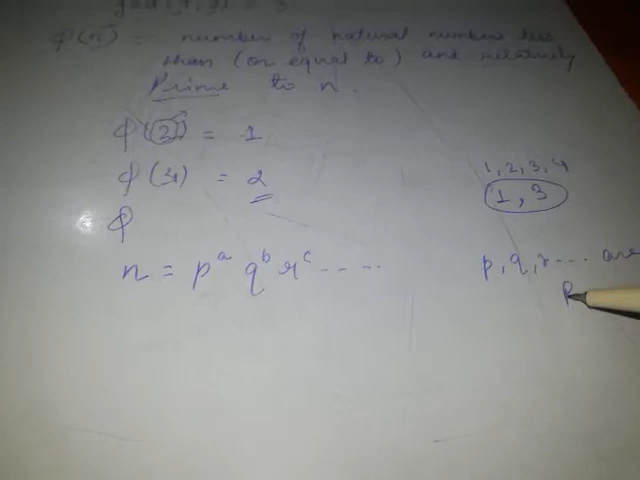 φ(n) = number of natural number less
than (or equal to) and relatively
Prime to n.
φ(2) = 1
φ(4) = 2
1, 2, 3, 4
1, 3
φ
n = p^a q^b r^c -----
p, q, r --- are
P